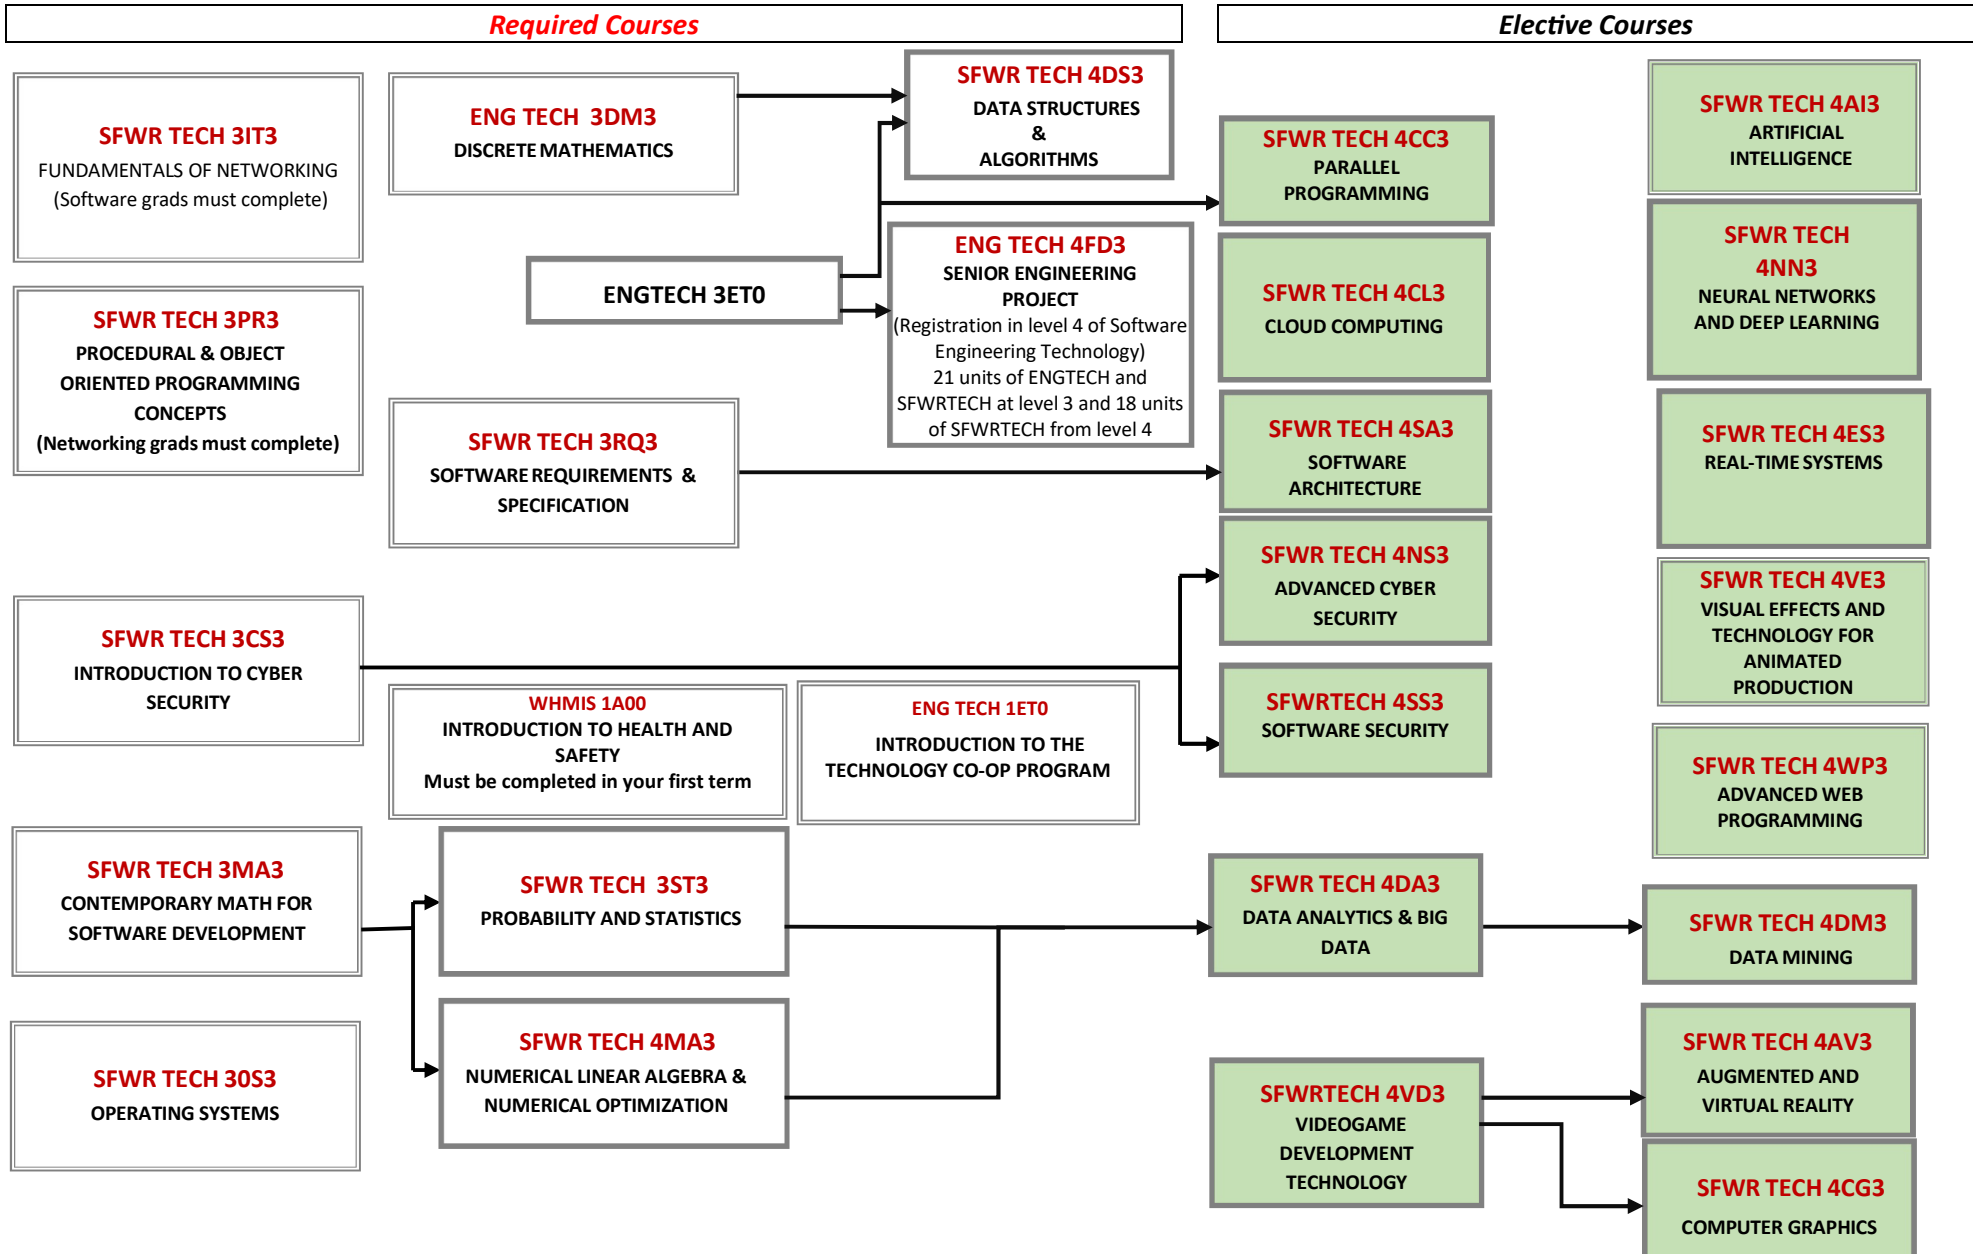 Required Courses
Elective Courses
SFWR TECH 3IT3
FUNDAMENTALS OF NETWORKING
(Software grads must complete)
ENG TECH 3DM3
DISCRETE MATHEMATICS
SFWR TECH 4DS3
DATA STRUCTURES
&
ALGORITHMS
SFWR TECH 4CC3
PARALLEL
PROGRAMMING
SFWR TECH 4AI3
ARTIFICIAL
INTELLIGENCE
ENGTECH 3ET0
ENG TECH 4FD3
SENIOR ENGINEERING
PROJECT
(Registration in level 4 of Software
Engineering Technology)
21 units of ENGTECH and
SFWRTECH at level 3 and 18 units
of SFWRTECH from level 4
SFWR TECH 4CL3
CLOUD COMPUTING
SFWR TECH
4NN3
NEURAL NETWORKS
AND DEEP LEARNING
SFWR TECH 3PR3
PROCEDURAL & OBJECT
ORIENTED PROGRAMMING
CONCEPTS
(Networking grads must complete)
SFWR TECH 3RQ3
SOFTWARE REQUIREMENTS &
SPECIFICATION
SFWR TECH 4SA3
SOFTWARE
ARCHITECTURE
SFWR TECH 4ES3
REAL-TIME SYSTEMS
SFWR TECH 4NS3
ADVANCED CYBER
SECURITY
SFWR TECH 4VE3
VISUAL EFFECTS AND
TECHNOLOGY FOR
ANIMATED
PRODUCTION
SFWR TECH 3CS3
INTRODUCTION TO CYBER
SECURITY
WHMIS 1A00
INTRODUCTION TO HEALTH AND
SAFETY
Must be completed in your first term
ENG TECH 1ET0
INTRODUCTION TO THE
TECHNOLOGY CO-OP PROGRAM
SFWRTECH 4SS3
SOFTWARE SECURITY
SFWR TECH 4WP3
ADVANCED WEB
PROGRAMMING
SFWR TECH 3MA3
CONTEMPORARY MATH FOR
SOFTWARE DEVELOPMENT
SFWR TECH 3ST3
PROBABILITY AND STATISTICS
SFWR TECH 4DA3
DATA ANALYTICS & BIG
DATA
SFWR TECH 4DM3
DATA MINING
SFWR TECH 30S3
OPERATING SYSTEMS
SFWR TECH 4MA3
NUMERICAL LINEAR ALGEBRA &
NUMERICAL OPTIMIZATION
SFWRTECH 4VD3
VIDEOGAME
DEVELOPMENT
TECHNOLOGY
SFWR TECH 4AV3
AUGMENTED AND
VIRTUAL REALITY
SFWR TECH 4CG3
COMPUTER GRAPHICS